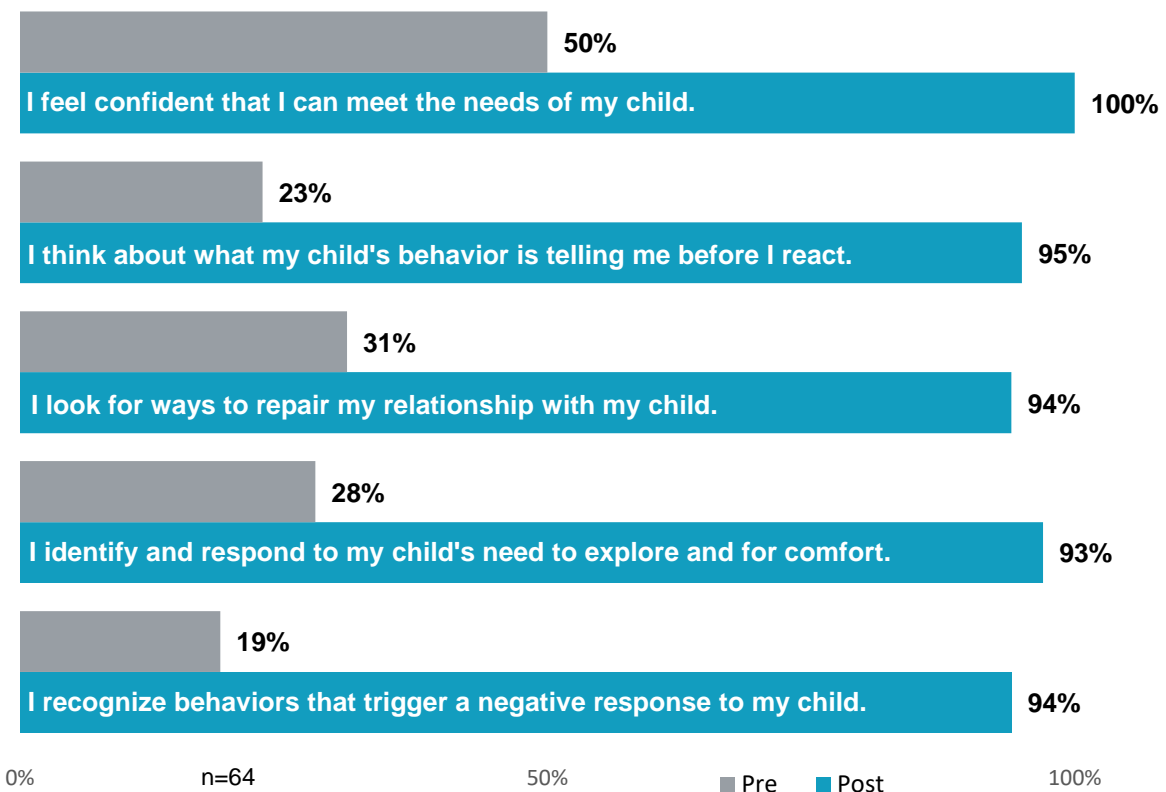 50%
I feel confident that I can meet the needs of my child.
100%
23%
I think about what my child's behavior is telling me before I react.
95%
31%
I look for ways to repair my relationship with my child.
94%
28%
I identify and respond to my child's need to explore and for comfort.
93%
19%
I recognize behaviors that trigger a negative response to my child.
94%
0%
n=64
50%
Pre
Post
100%